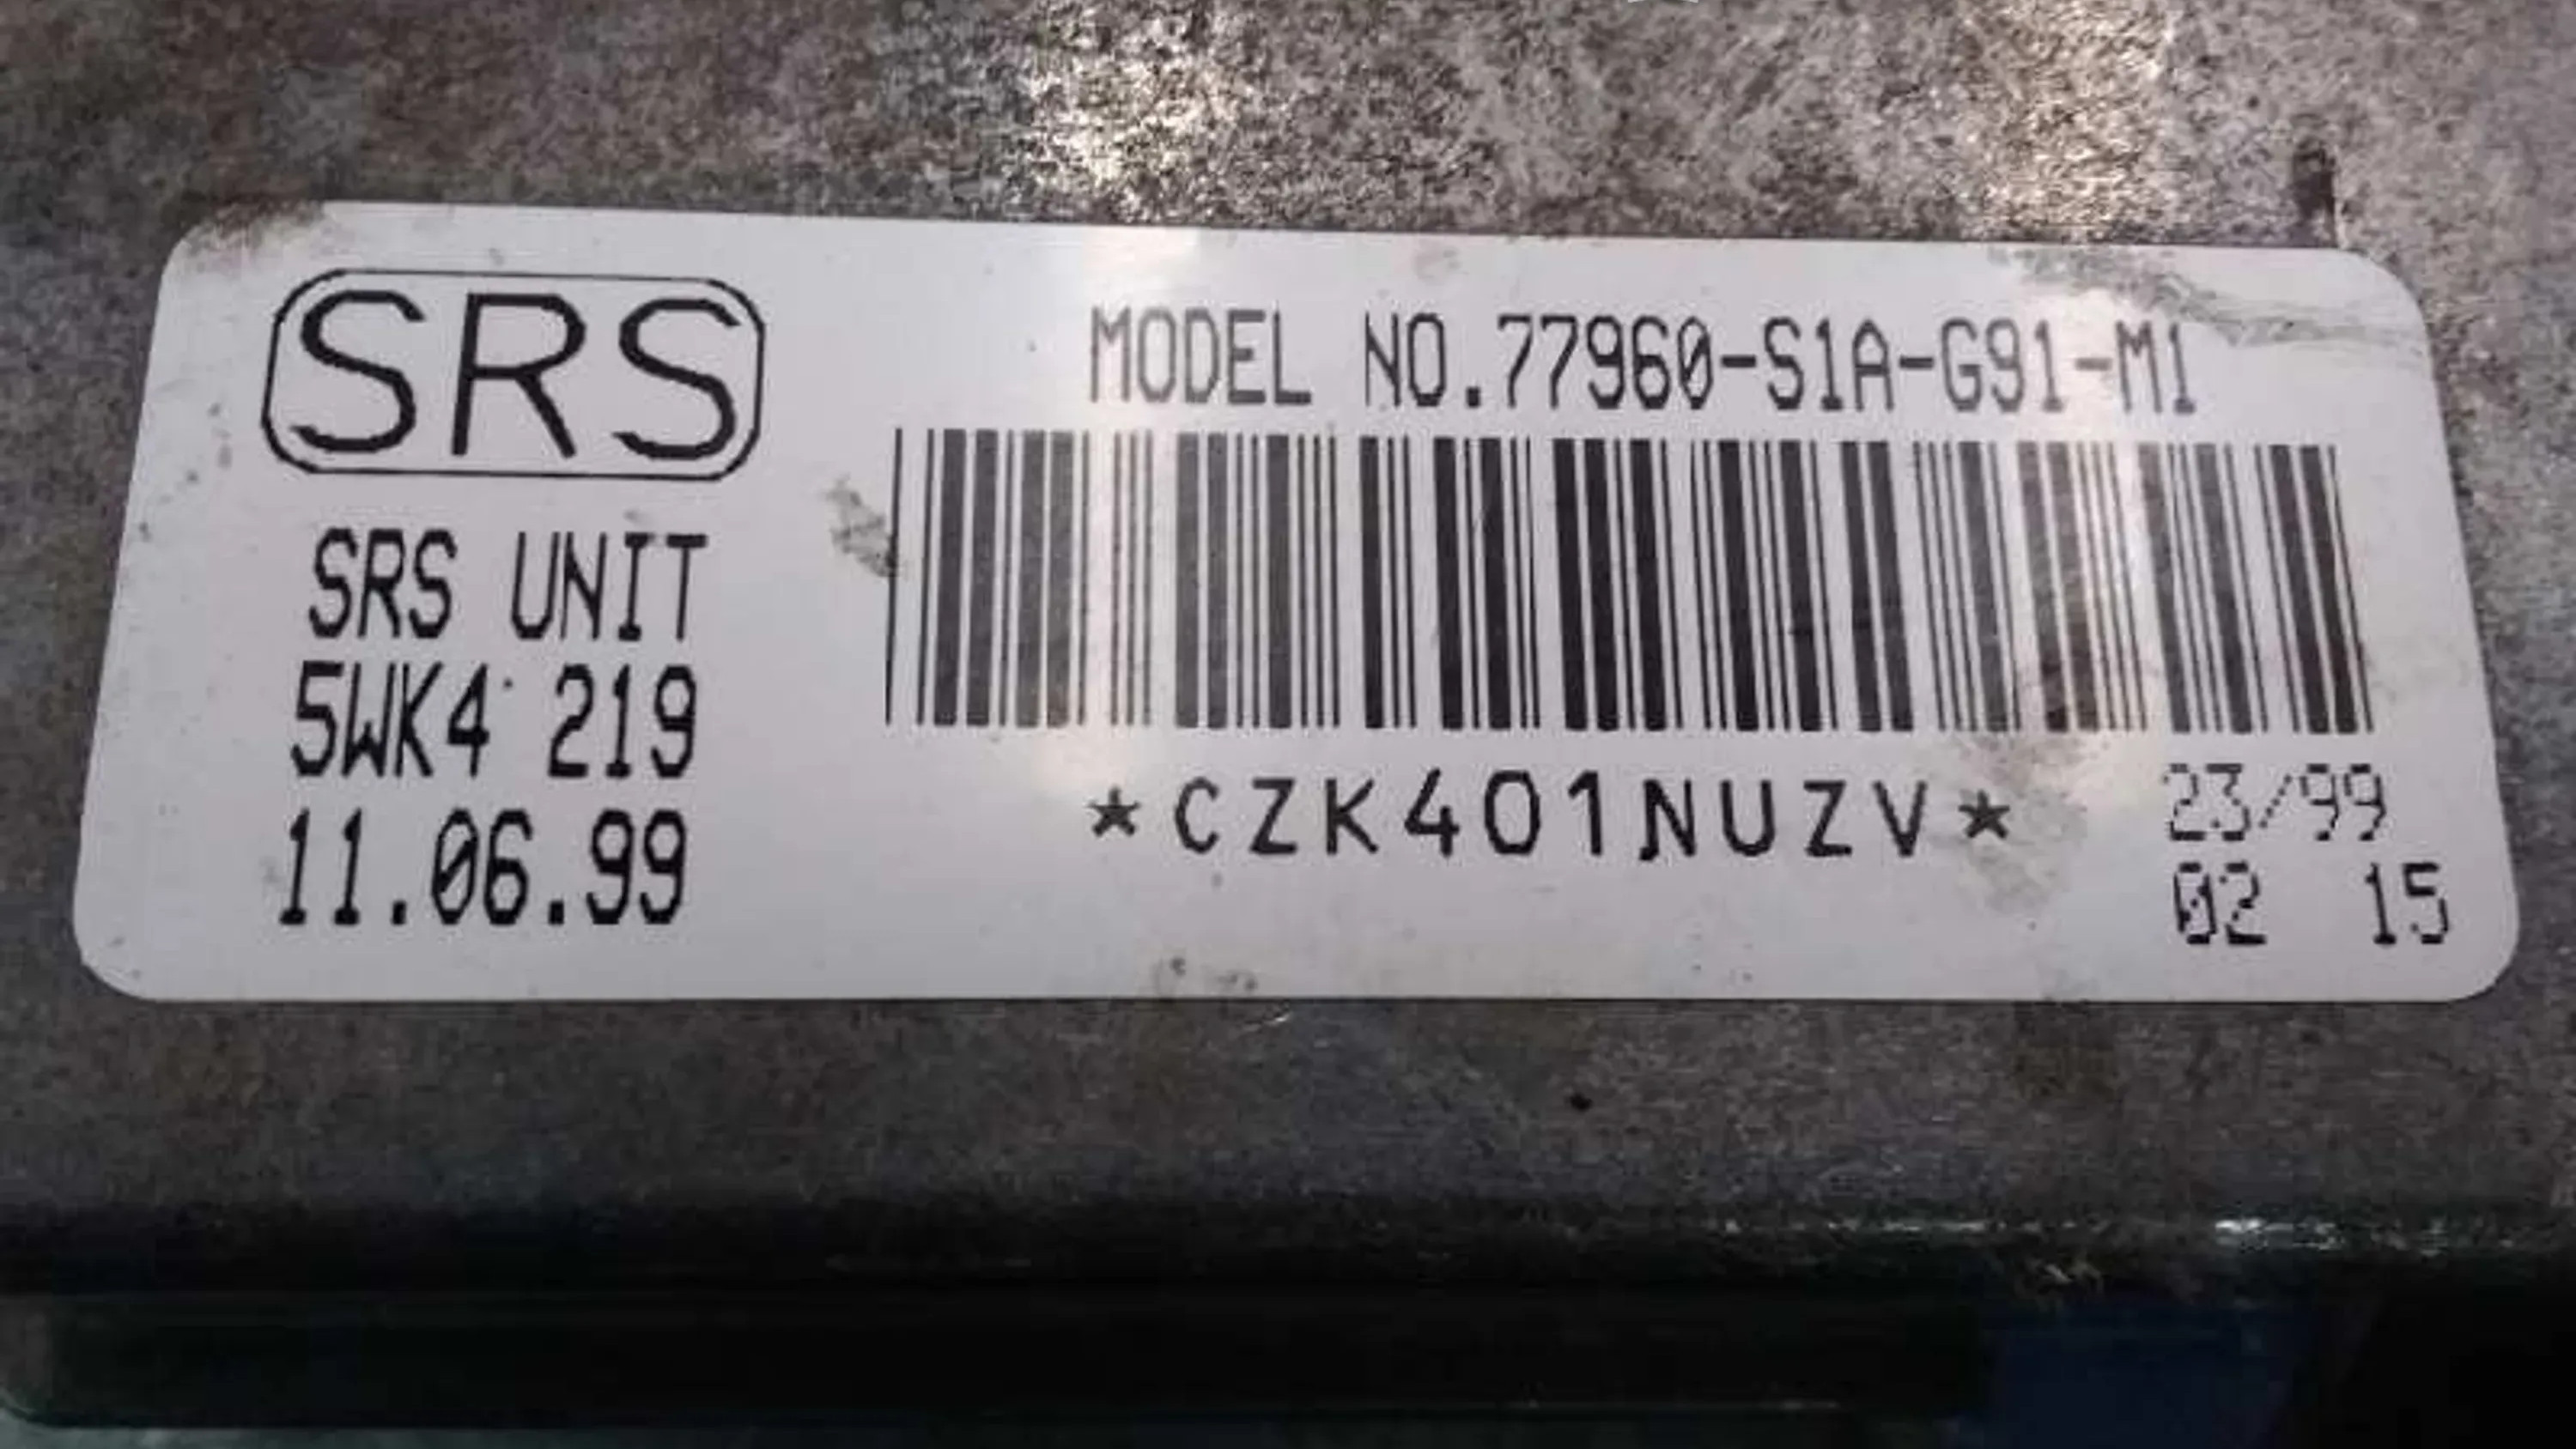 SRS
SRS UNIT
5WK4 219
11.06.99
MODEL NO.77960-S1A-G91-M1
*CZK401NUZV*
23/99
02 15